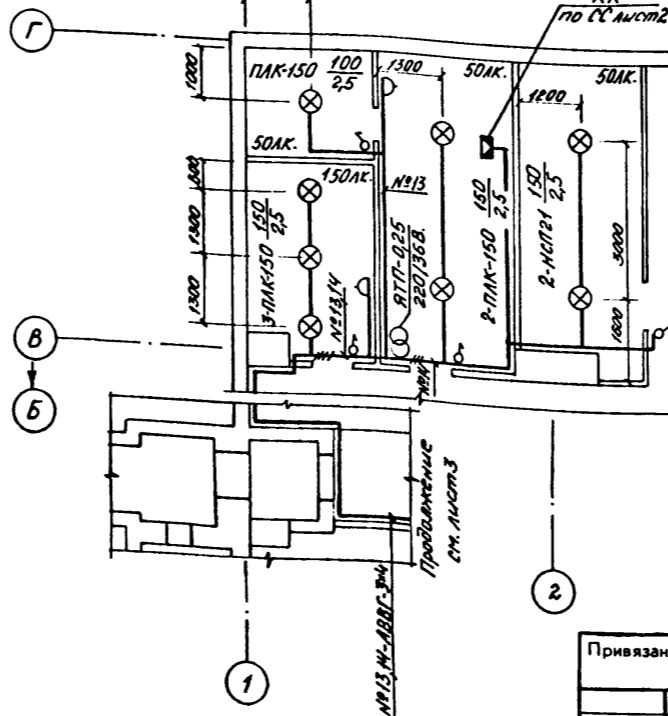 Г
по СС лист2
1000
ПЛК-150 100/2,5
1300
50лк.
50лк.
1200
50лк.
150лк.
№13
800
1300
1300
3-ПЛК-150 150/2,5
№13,14
ЯТП-0,25
220/36В.
2-ПЛК-150 150/2,5
2-НСП21 150/2,5
3000
1600
В
Б
№14
Продолжение
см. лист3
№13,14-АВВГ-3×4
1
2
Привязан